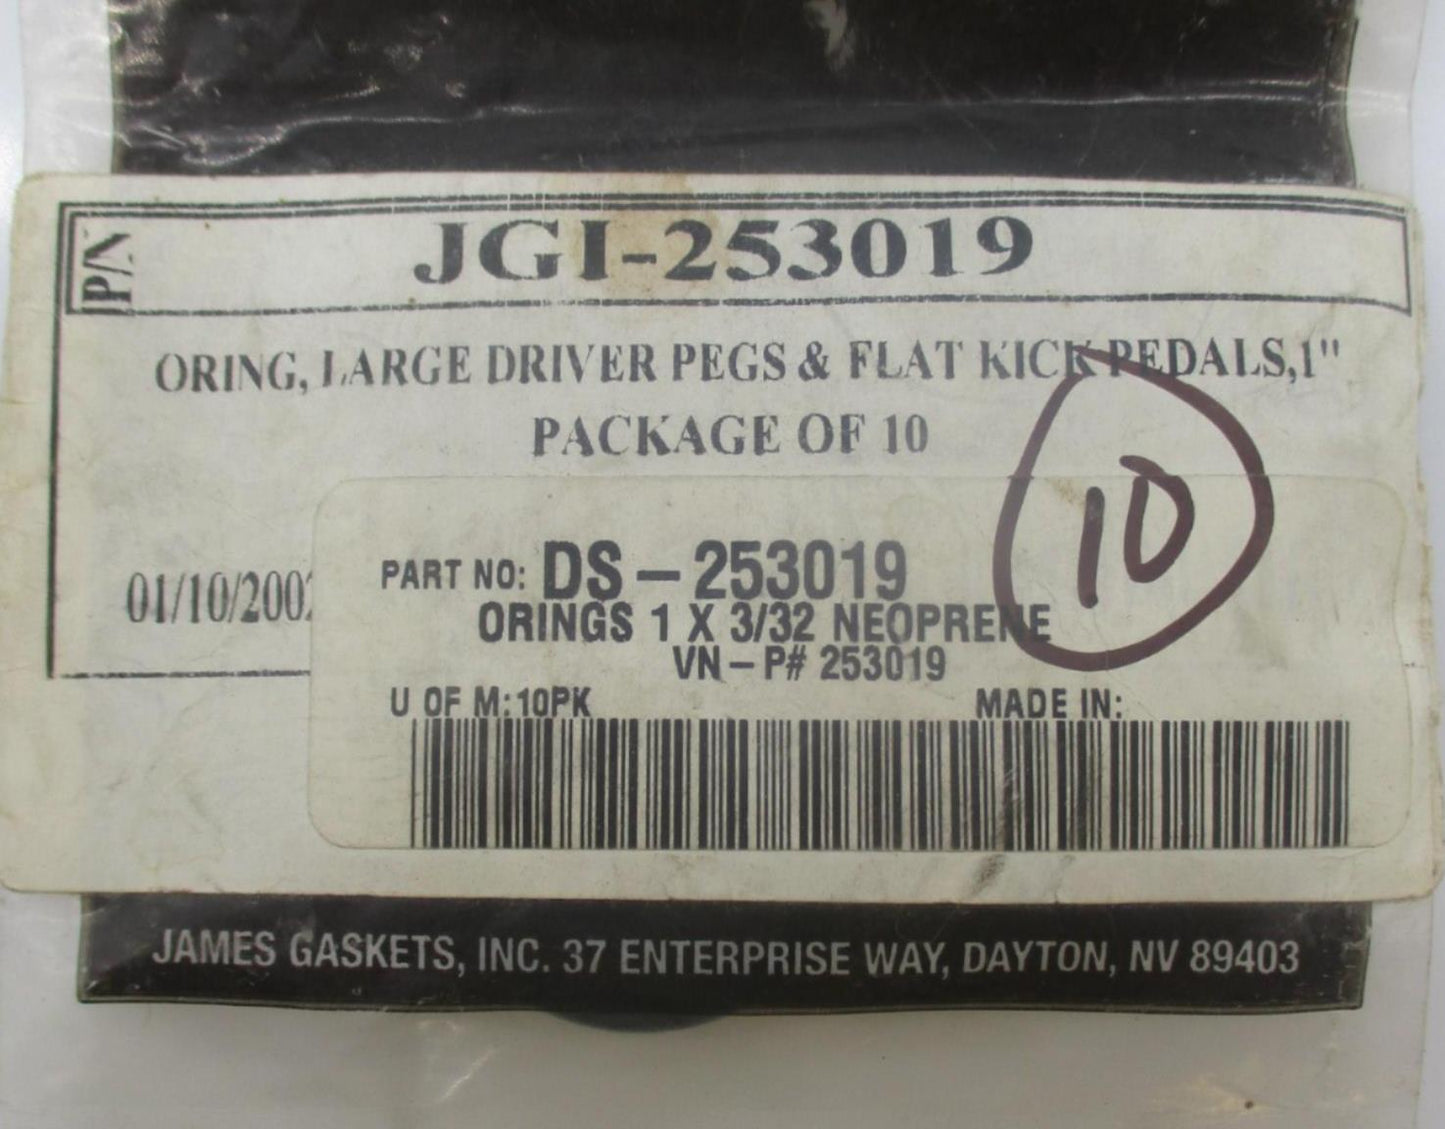 P/N
JGI-253019
ORING, LARGE DRIVER PEGS & FLAT KICK PEDALS,1"
PACKAGE OF 10
10
01/10/2002
PART NO: DS-253019
ORINGS 1 X 3/32 NEOPRENE
VN-P# 253019
U OF M:10PK MADE IN:
JAMES GASKETS, INC. 37 ENTERPRISE WAY, DAYTON, NV 89403